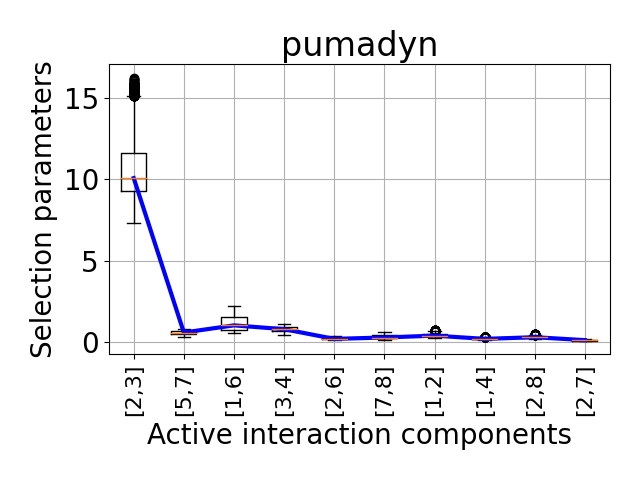 pumadyn
Selection parameters
15
10
5
0
[2,3] [5,7] [1,6] [3,4] [2,6] [7,8] [1,2] [1,4] [2,8] [2,7]
Active interaction components